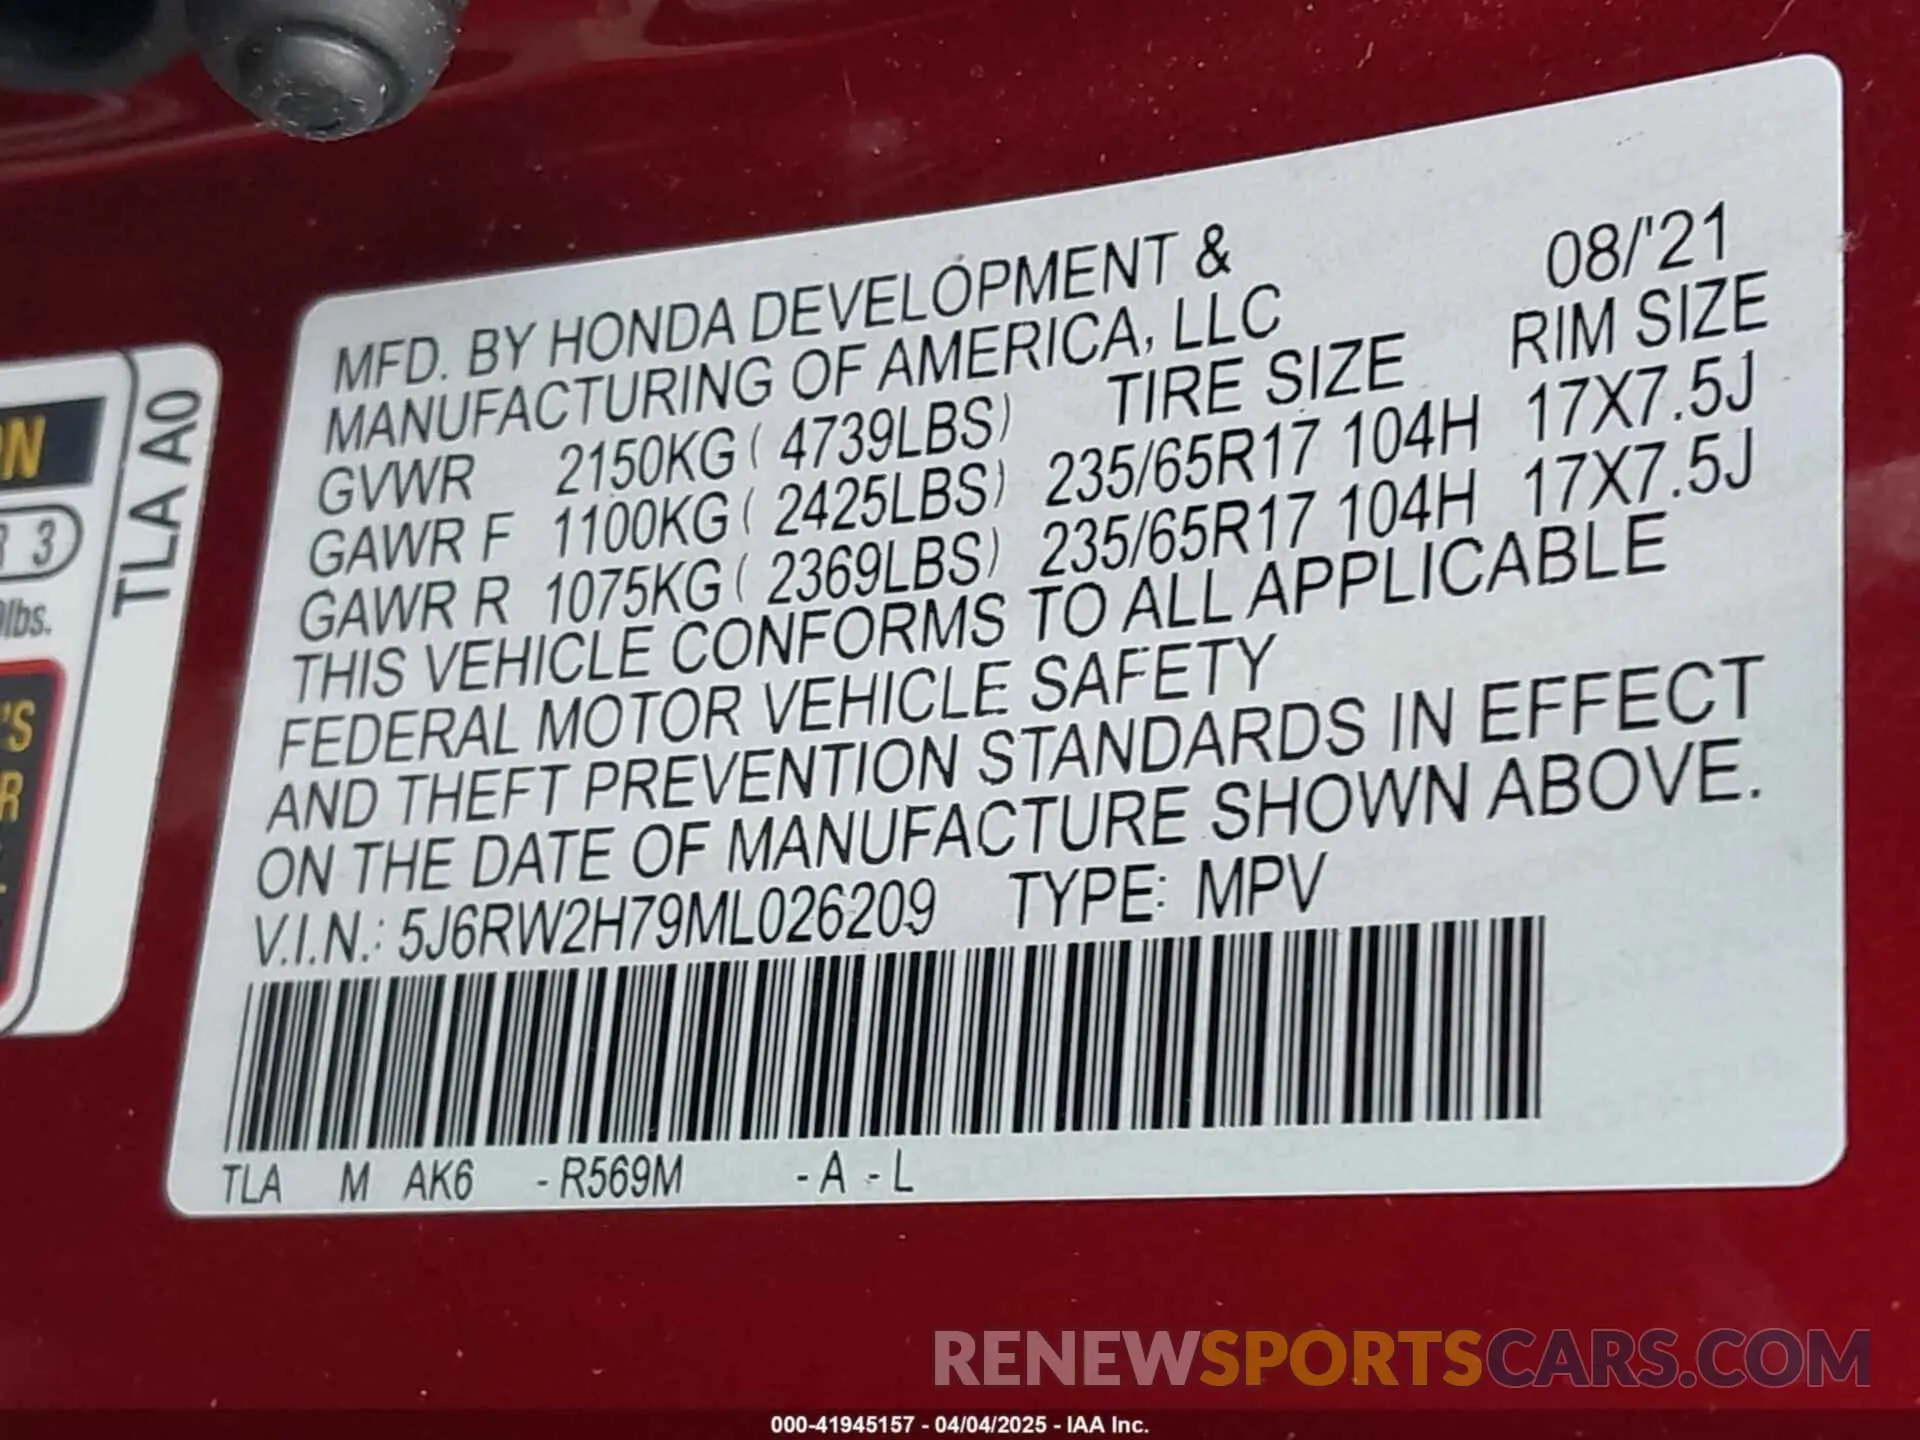 MFD. BY HONDA DEVELOPMENT & 08/'21
MANUFACTURING OF AMERICA, LLC
TIRE SIZE RIM SIZE
GVWR 2150KG ( 4739LBS)
GAWR F 1100KG ( 2425LBS) 235/65R17 104H 17X7.5J
GAWR R 1075KG ( 2369LBS) 235/65R17 104H 17X7.5J
THIS VEHICLE CONFORMS TO ALL APPLICABLE
FEDERAL MOTOR VEHICLE SAFETY
AND THEFT PREVENTION STANDARDS IN EFFECT
ON THE DATE OF MANUFACTURE SHOWN ABOVE.
V.I.N.: 5J6RW2H79ML026209 TYPE: MPV
TLA M AK6 -R569M -A-L
TLA A0
ON
3
lbs.
'S
R
RENEWSPORTSCARS.COM
000-41945157 - 04/04/2025 - IAA Inc.